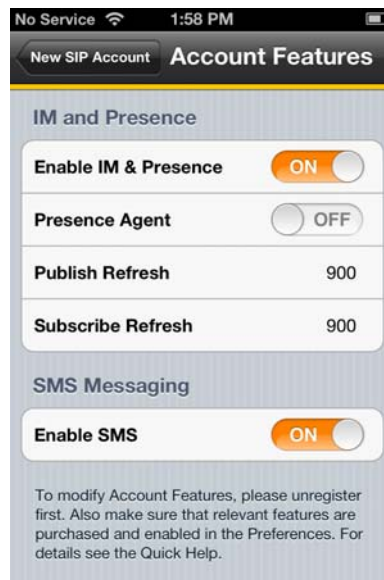 No Service 1:58 PM
New SIP Account Account Features
IM and Presence
Enable IM & Presence ON
Presence Agent OFF
Publish Refresh 900
Subscribe Refresh 900
SMS Messaging
Enable SMS ON
To modify Account Features, please unregister
first. Also make sure that relevant features are
purchased and enabled in the Preferences. For
details see the Quick Help.